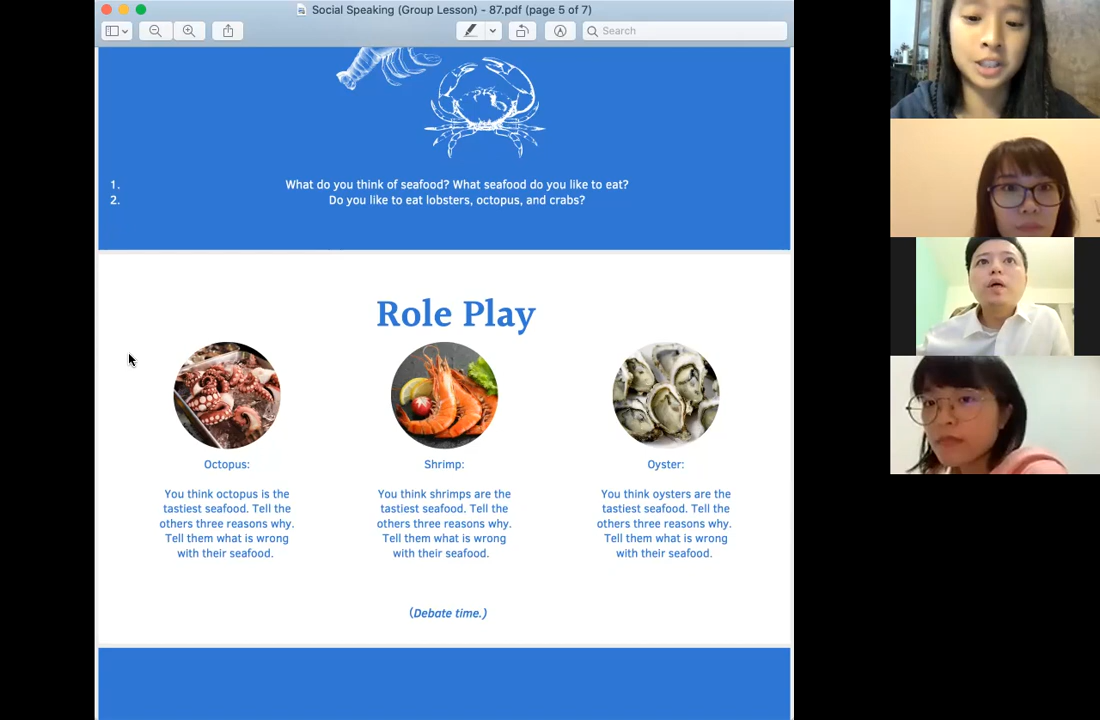 Social Speaking (Group Lesson) - 87.pdf (page 5 of 7)
Search
1. What do you think of seafood? What seafood do you like to eat?
2. Do you like to eat lobsters, octopus, and crabs?
Role Play
Octopus:
You think octopus is the
tastiest seafood. Tell the
others three reasons why.
Tell them what is wrong
with their seafood.
Shrimp:
You think shrimps are the
tastiest seafood. Tell the
others three reasons why.
Tell them what is wrong
with their seafood.
Oyster:
You think oysters are the
tastiest seafood. Tell the
others three reasons why.
Tell them what is wrong
with their seafood.
(Debate time.)